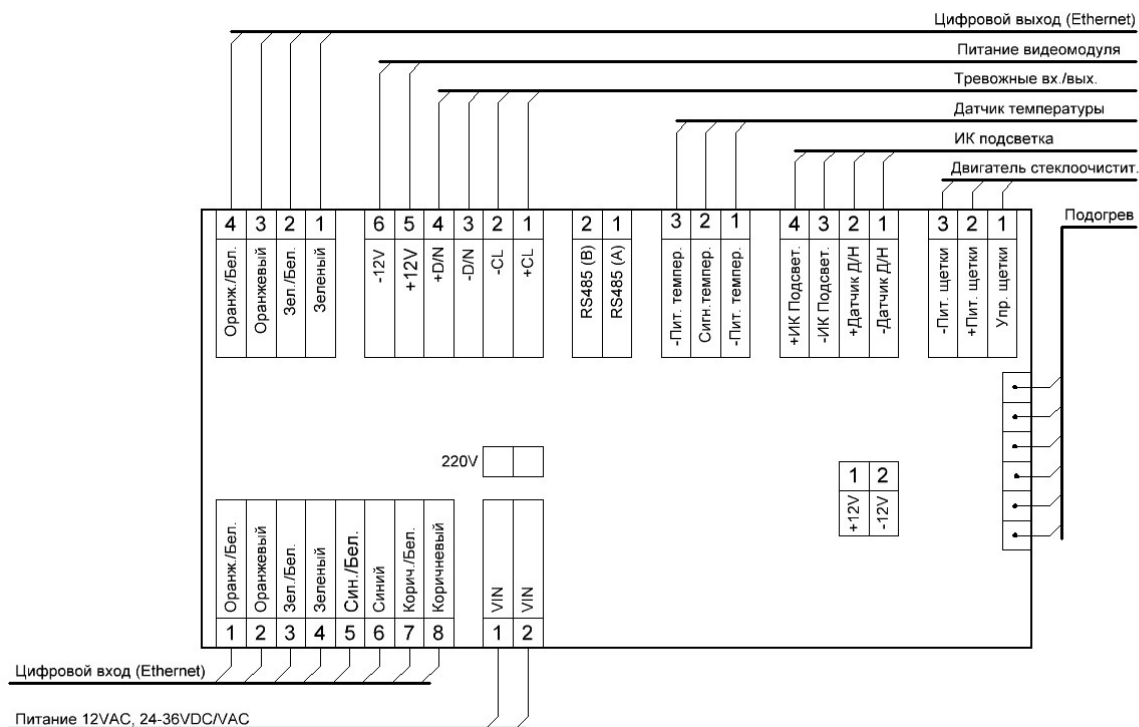 Цифровой выход (Ethernet)
Питание видеомодуля
Тревожные вх./вых.
Датчик температуры
ИК подсветка
Двигатель стеклоочистит.
Подогрев
4 3 2 1
Оранж./Бел.
Оранжевый
Зел./Бел.
Зеленый
6 5 4 3 2 1
-12V
+12V
+D/N
-D/N
-CL
+CL
2 1
RS485 (B)
RS485 (A)
3 2 1
-Пит. темпер.
Сигн.темпер.
-Пит. темпер.
4 3 2 1
+ИК Подсвет.
-ИК Подсвет.
+Датчик Д/Н
-Датчик Д/Н
3 2 1
-Пит. щетки
+Пит. щетки
Упр. щетки
220V
1 2
+12V
-12V
Оранж./Бел.
Оранжевый
Зел./Бел.
Зеленый
Син./Бел.
Синий
Корич./Бел.
Коричневый
1 2 3 4 5 6 7 8
VIN
VIN
1 2
Цифровой вход (Ethernet)
Питание 12VAC, 24-36VDC/VAC